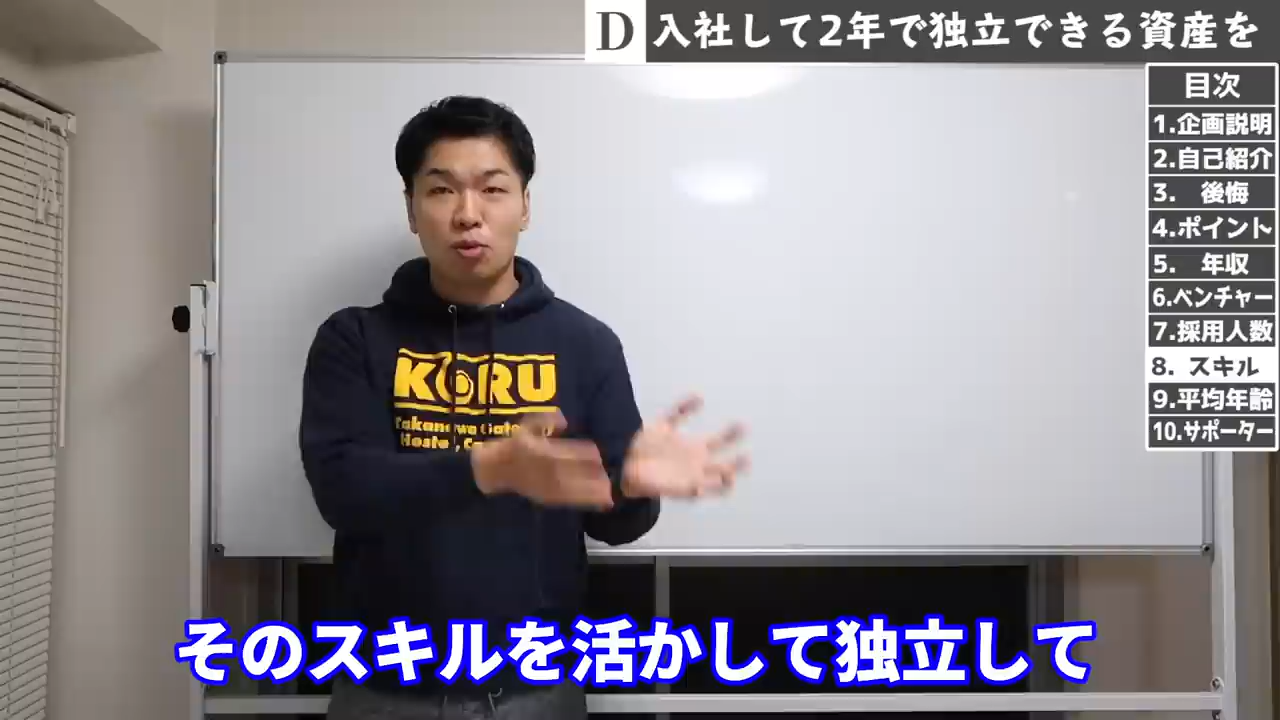 D 入社して2年で独立できる資産を
目次
1.企画説明
2.自己紹介
3. 後悔
4.ポイント
5. 年収
6.ベンチャー
7.採用人数
8. スキル
9.平均年齢
10.サポーター
KORU
そのスキルを活かして独立して